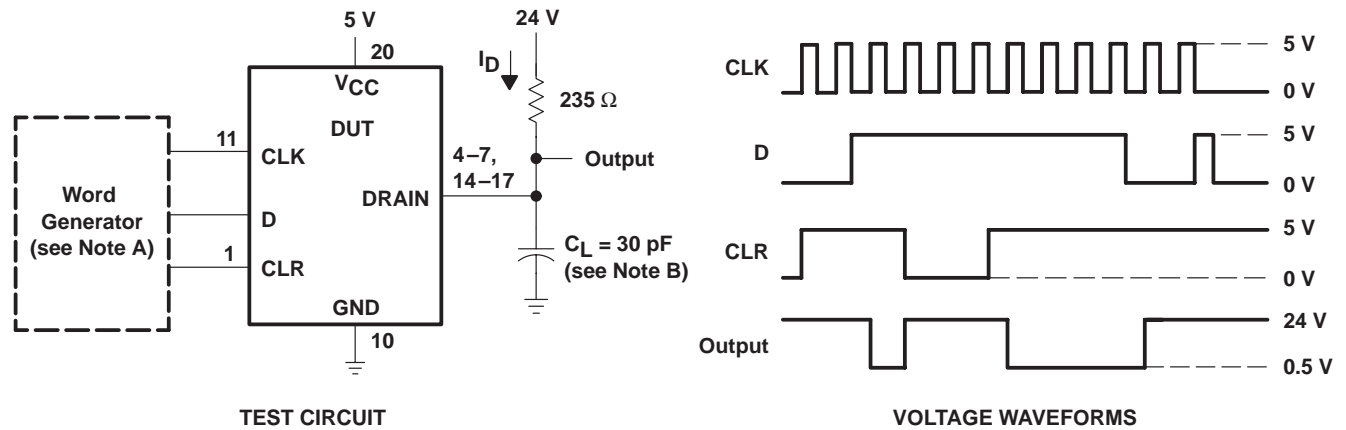 5 V
24 V
20
I_D
V_CC
235 Ω
DUT
11
CLK
4–7,
14–17
Output
DRAIN
Word
Generator
(see Note A)
D
1
CLR
C_L = 30 pF
(see Note B)
GND
10
TEST CIRCUIT
CLK
5 V
0 V
D
5 V
0 V
CLR
5 V
0 V
Output
24 V
0.5 V
VOLTAGE WAVEFORMS